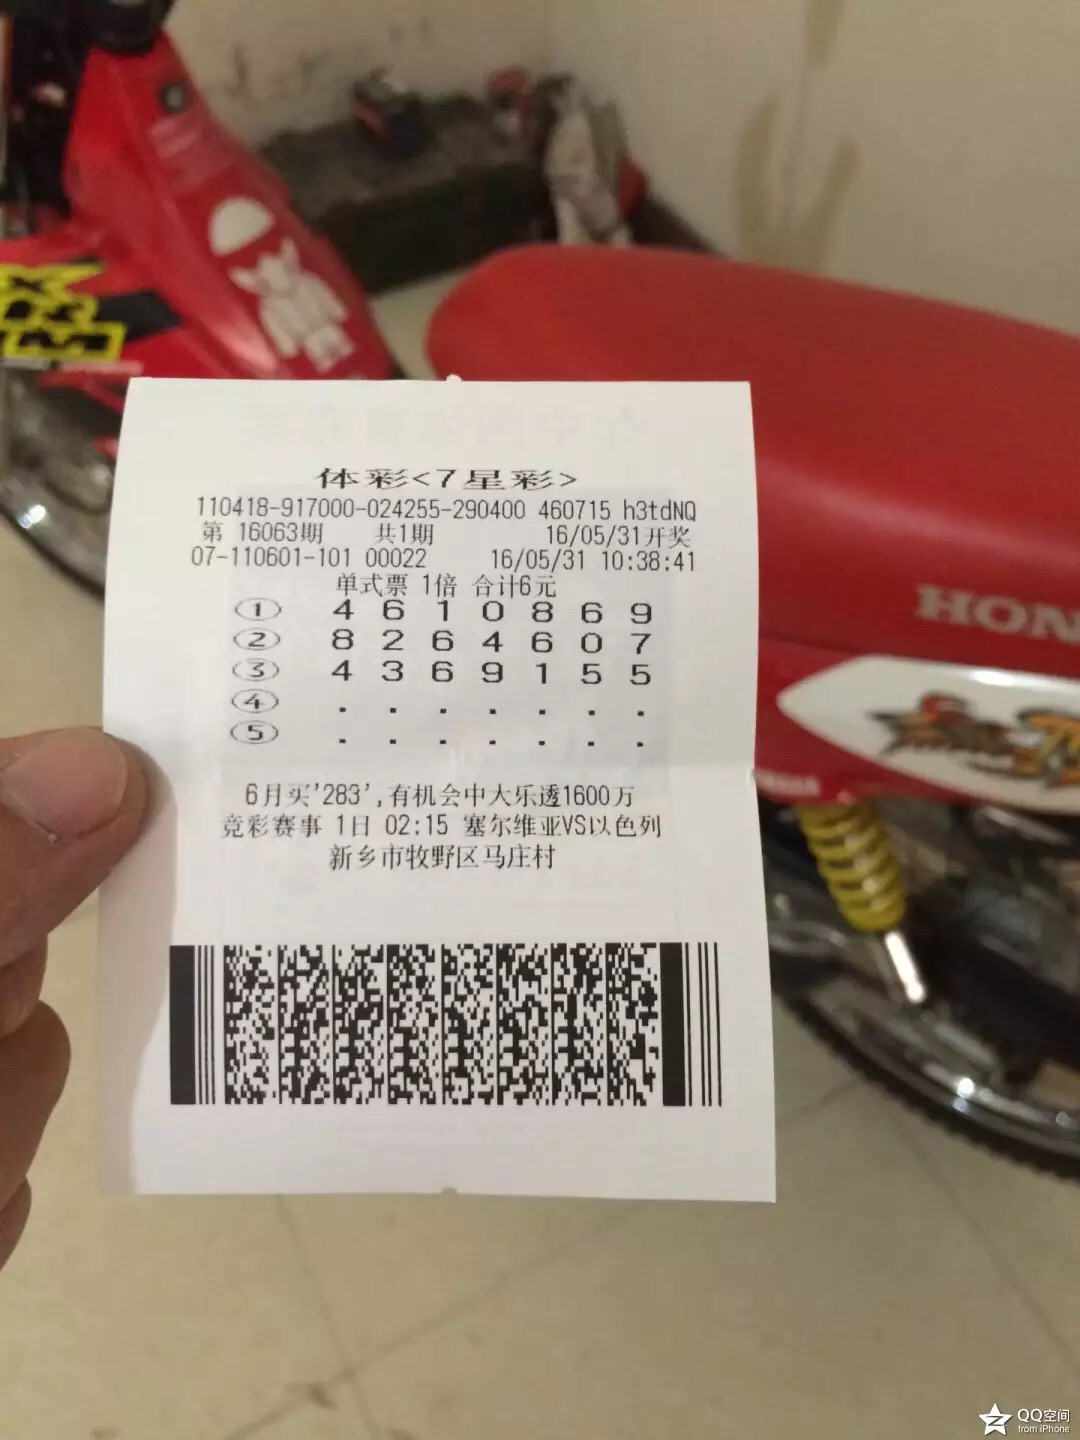 体彩<7星彩>
110418-917000-024255-290400 460715 h3tdNQ
第 16063期 共1期 16/05/31开奖
07-110601-101 00022 16/05/31 10:38:41
单式票 1倍 合计6元
① 4 6 1 0 8 6 9
② 8 2 6 4 6 0 7
③ 4 3 6 9 1 5 5
④ . . . . . . .
⑤ . . . . . . .
6月买'283',有机会中大乐透1600万
竞彩赛事 1日 02:15 塞尔维亚VS以色列
新乡市牧野区马庄村
HON
QQ空间
from iPhone